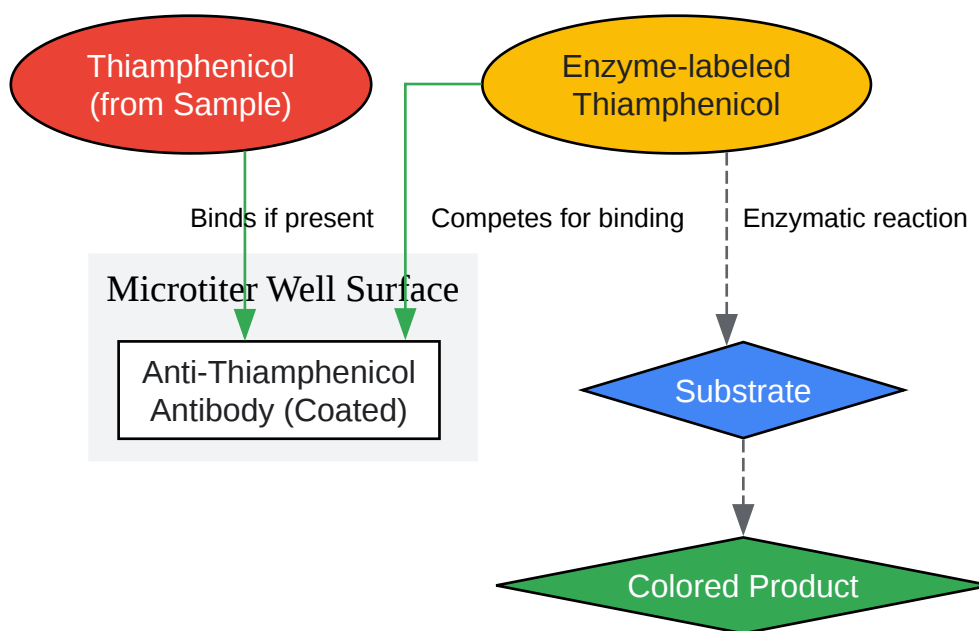 Thiamphenicol
(from Sample)
Enzyme-labeled
Thiamphenicol
Binds if present
Competes for binding
Enzymatic reaction
Microtiter Well Surface
Anti-Thiamphenicol
Antibody (Coated)
Substrate
Colored Product